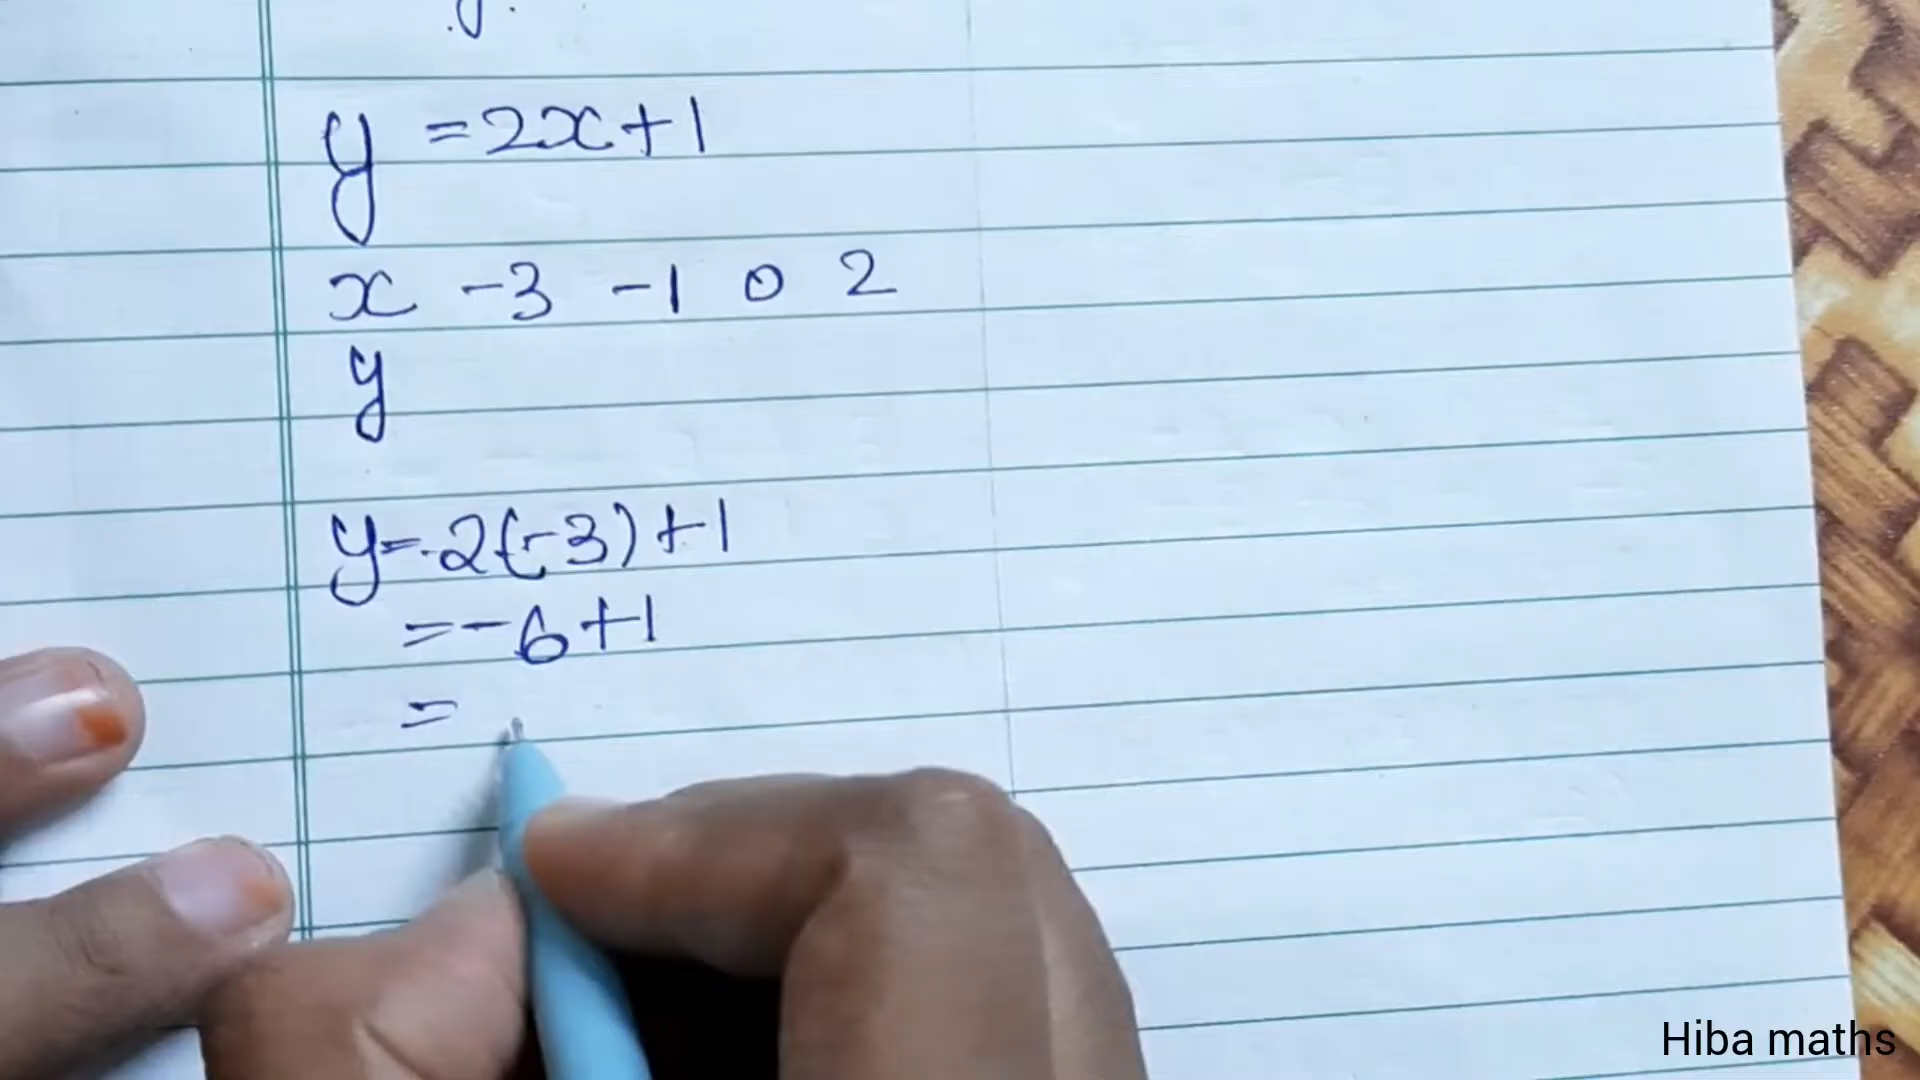 y = 2x + 1
x -3 -1 0 2
y
y = 2(-3) + 1
= -6 + 1
=
Hiba maths